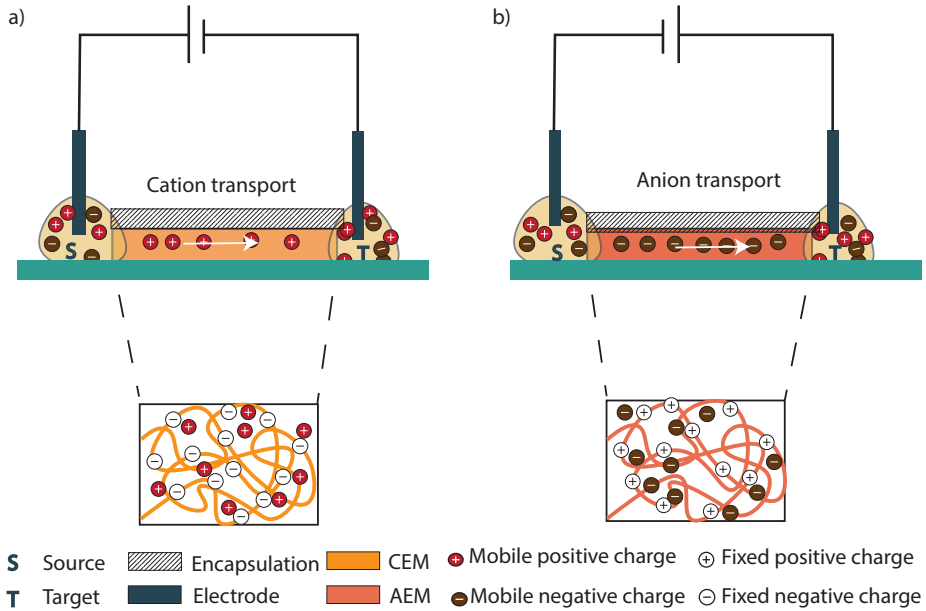 a)
b)
Cation transport
Anion transport
S
T
S
T
S Source Encapsulation CEM Mobile positive charge Fixed positive charge
T Target Electrode AEM Mobile negative charge Fixed negative charge